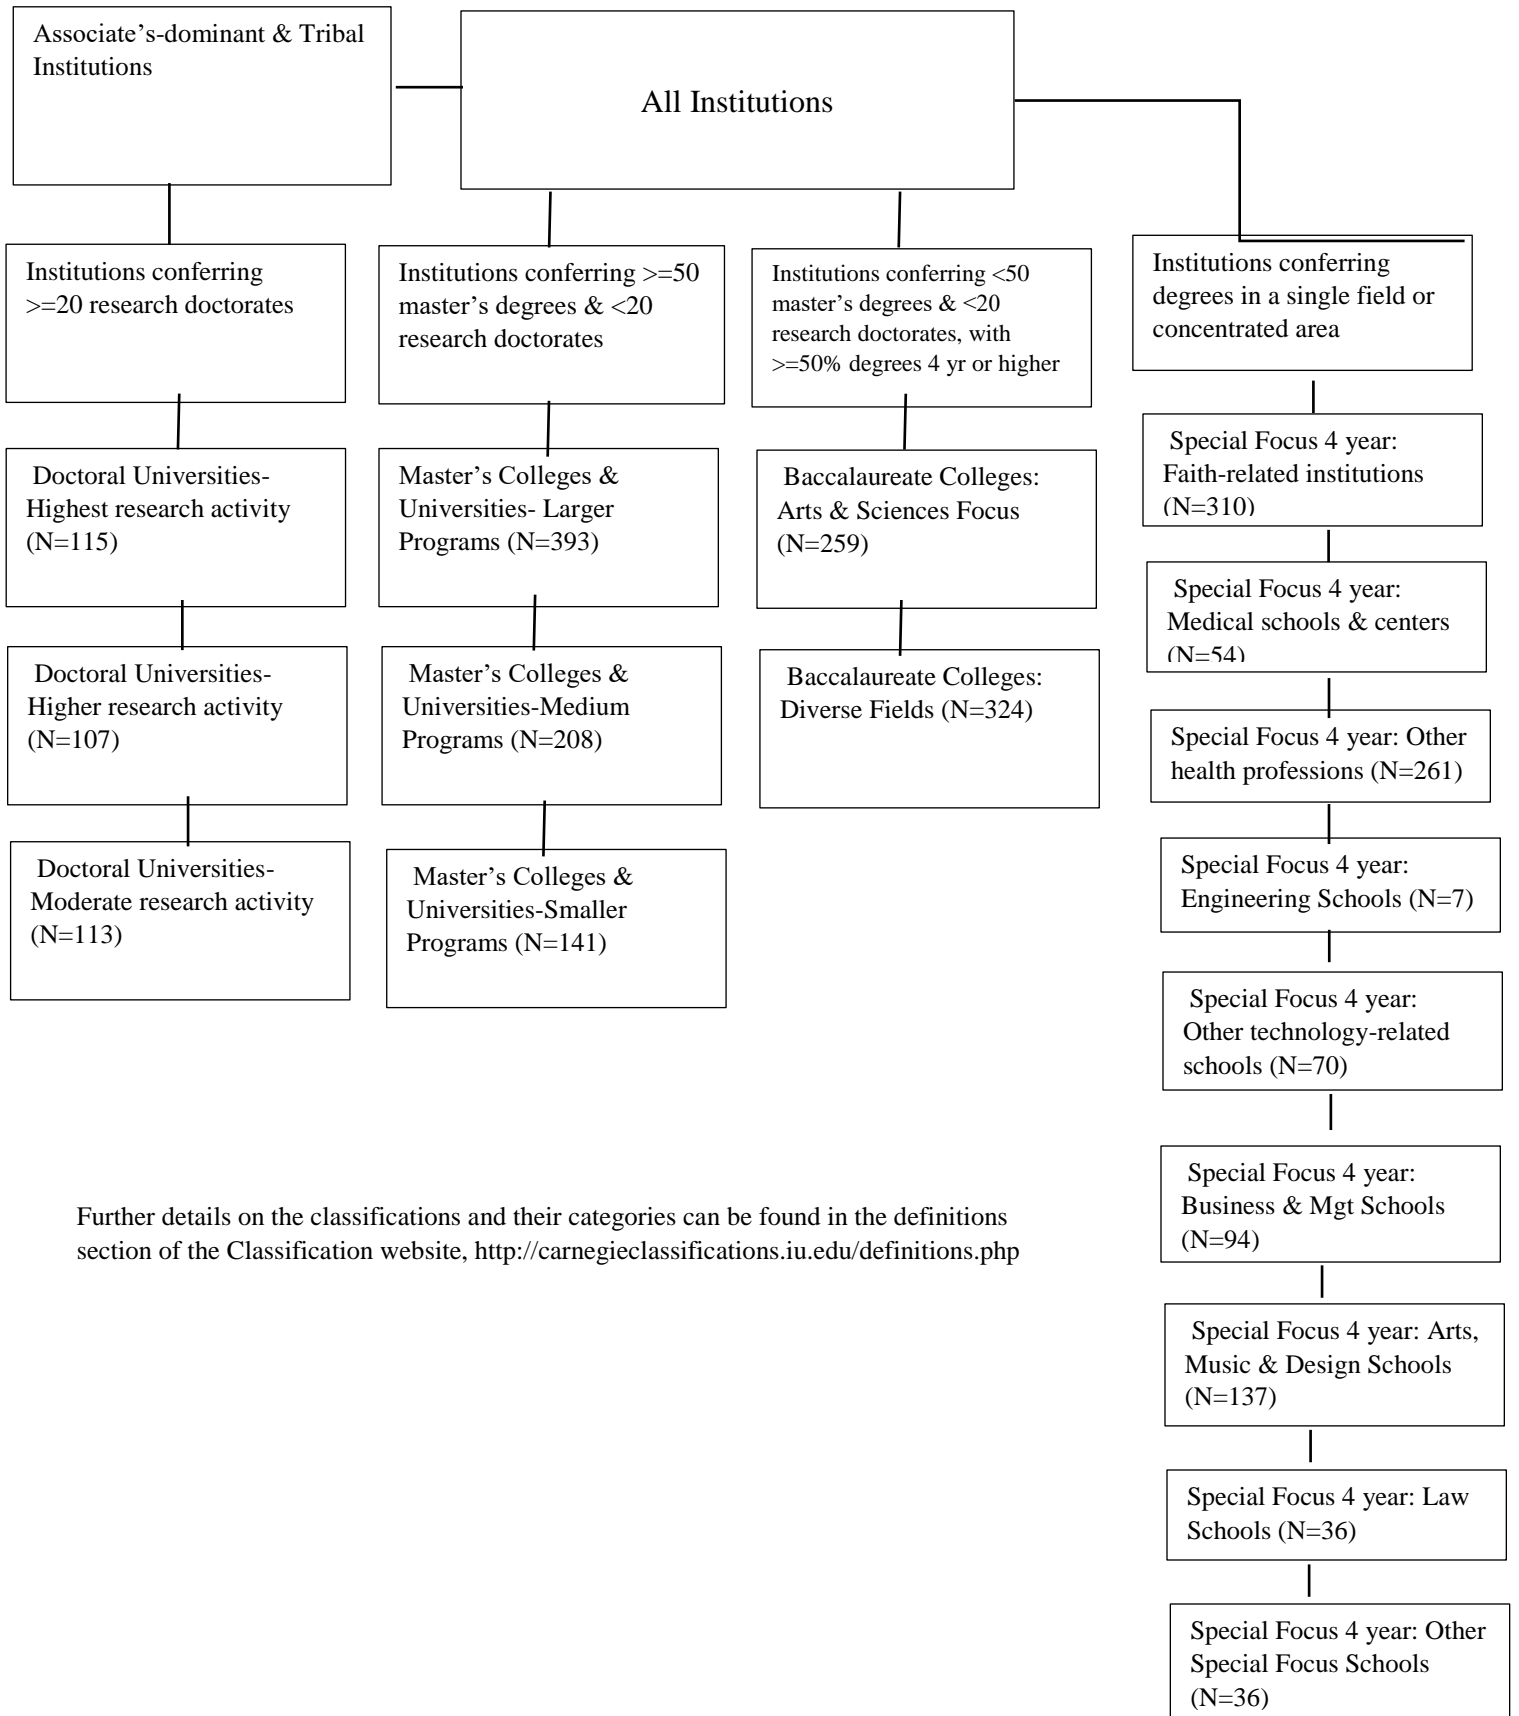 Associate’s-dominant & Tribal
Institutions
All Institutions
Institutions conferring
>=20 research doctorates
Institutions conferring >=50
master’s degrees & <20
research doctorates
Institutions conferring <50
master’s degrees & <20
research doctorates, with
>=50% degrees 4 yr or higher
Institutions conferring
degrees in a single field or
concentrated area
Doctoral Universities-
Highest research activity
(N=115)
Doctoral Universities-
Higher research activity
(N=107)
Doctoral Universities-
Moderate research activity
(N=113)
Master’s Colleges &
Universities- Larger
Programs (N=393)
Master’s Colleges &
Universities-Medium
Programs (N=208)
Master’s Colleges &
Universities-Smaller
Programs (N=141)
Baccalaureate Colleges:
Arts & Sciences Focus
(N=259)
Baccalaureate Colleges:
Diverse Fields (N=324)
Special Focus 4 year:
Faith-related institutions
(N=310)
Special Focus 4 year:
Medical schools & centers
(N=54)
Special Focus 4 year: Other
health professions (N=261)
Special Focus 4 year:
Engineering Schools (N=7)
Special Focus 4 year:
Other technology-related
schools (N=70)
Special Focus 4 year:
Business & Mgt Schools
(N=94)
Special Focus 4 year: Arts,
Music & Design Schools
(N=137)
Special Focus 4 year: Law
Schools (N=36)
Special Focus 4 year: Other
Special Focus Schools
(N=36)
Further details on the classifications and their categories can be found in the definitions
section of the Classification website, http://carnegieclassifications.iu.edu/definitions.php